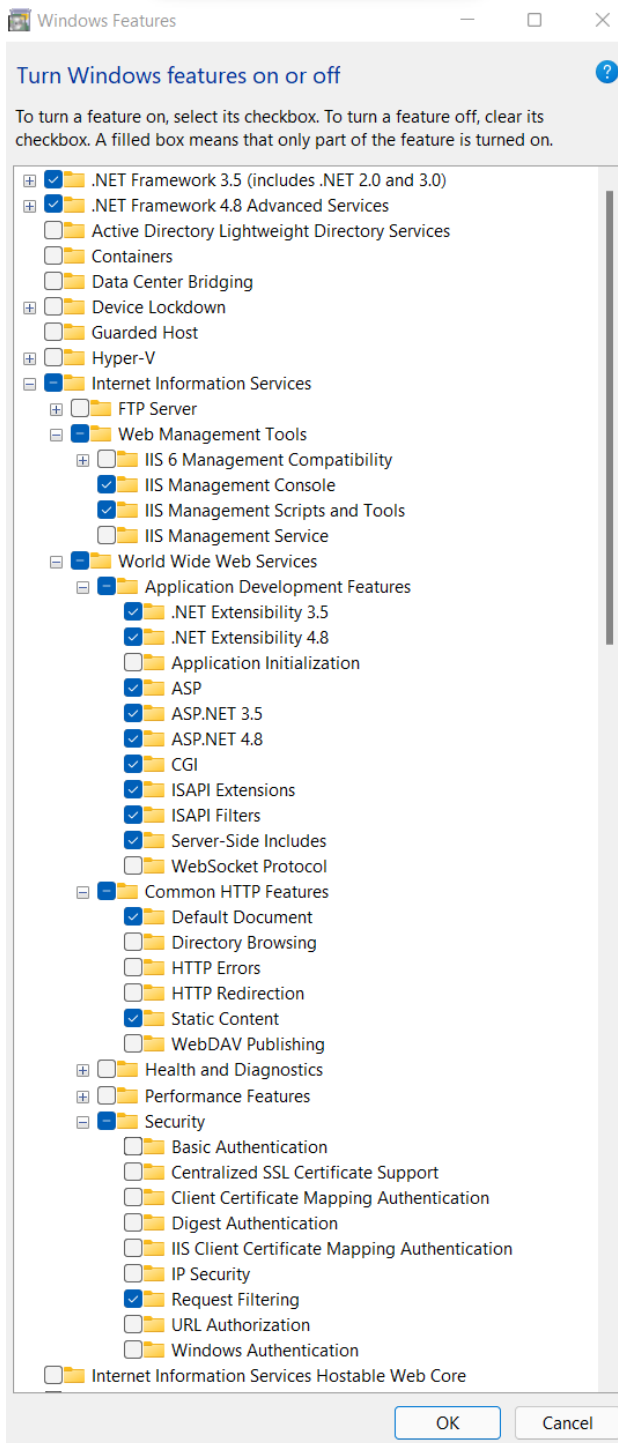 Windows Features
Turn Windows features on or off
?
To turn a feature on, select its checkbox. To turn a feature off, clear its
checkbox. A filled box means that only part of the feature is turned on.
.NET Framework 3.5 (includes .NET 2.0 and 3.0)
.NET Framework 4.8 Advanced Services
Active Directory Lightweight Directory Services
Containers
Data Center Bridging
Device Lockdown
Guarded Host
Hyper-V
Internet Information Services
FTP Server
Web Management Tools
IIS 6 Management Compatibility
IIS Management Console
IIS Management Scripts and Tools
IIS Management Service
World Wide Web Services
Application Development Features
.NET Extensibility 3.5
.NET Extensibility 4.8
Application Initialization
ASP
ASP.NET 3.5
ASP.NET 4.8
CGI
ISAPI Extensions
ISAPI Filters
Server-Side Includes
WebSocket Protocol
Common HTTP Features
Default Document
Directory Browsing
HTTP Errors
HTTP Redirection
Static Content
WebDAV Publishing
Health and Diagnostics
Performance Features
Security
Basic Authentication
Centralized SSL Certificate Support
Client Certificate Mapping Authentication
Digest Authentication
IIS Client Certificate Mapping Authentication
IP Security
Request Filtering
URL Authorization
Windows Authentication
Internet Information Services Hostable Web Core
OK Cancel